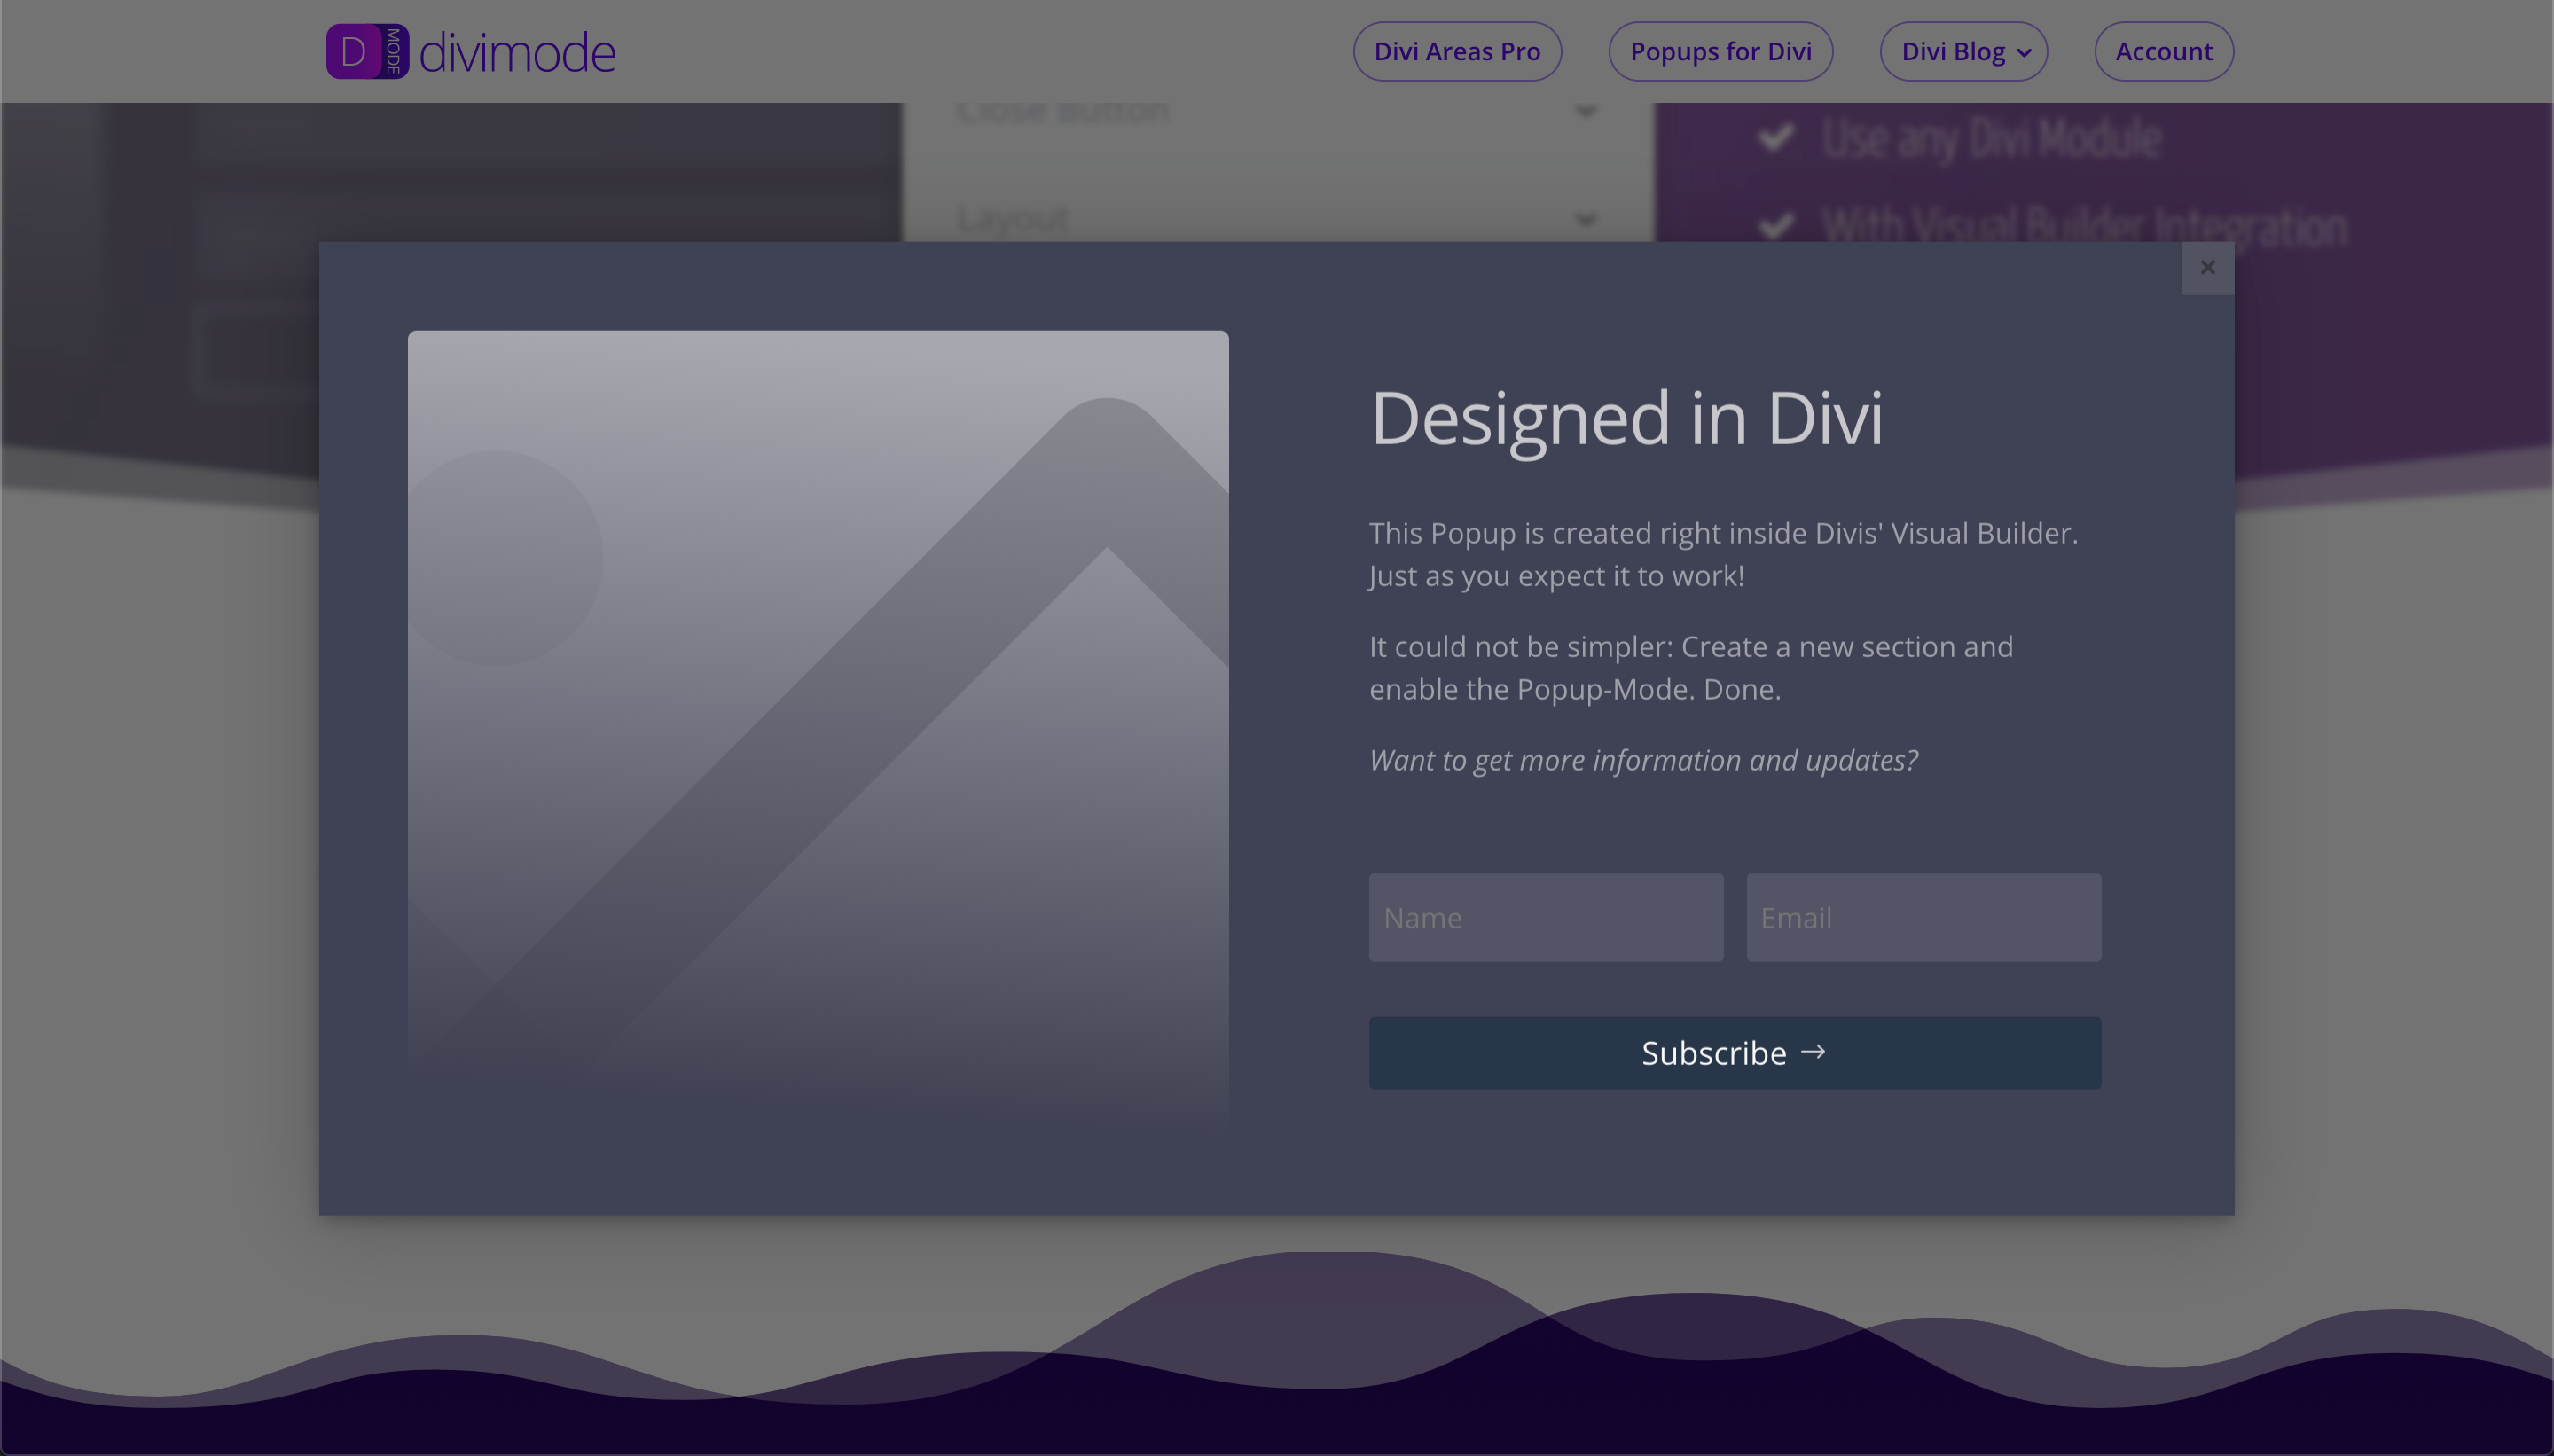 D MODE divimode
Divi Areas Pro
Popups for Divi
Divi Blog
Account
Close Button
Use any Divi Module
Layout
With Visual Builder Integration
×
Designed in Divi
This Popup is created right inside Divis' Visual Builder.
Just as you expect it to work!
It could not be simpler: Create a new section and
enable the Popup-Mode. Done.
Want to get more information and updates?
Name
Email
Subscribe →